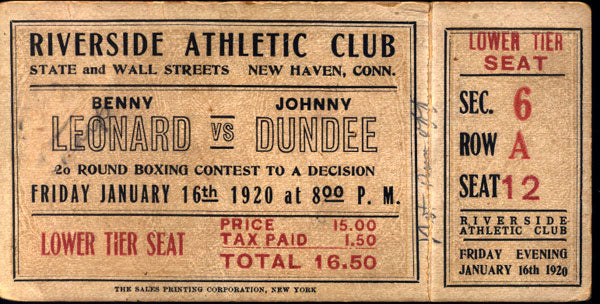 RIVERSIDE ATHLETIC CLUB
STATE and WALL STREETS NEW HAVEN, CONN.
BENNY JOHNNY
LEONARD VS DUNDEE
20 ROUND BOXING CONTEST TO A DECISION
FRIDAY JANUARY 16th 1920 at 8:00 P. M.
LOWER TIER SEAT
PRICE 15.00
TAX PAID 1.50
TOTAL 16.50
THE SALES PRINTING CORPORATION, NEW YORK
LOWER TIER
SEAT
SEC. 6
ROW A
SEAT 12
RIVERSIDE
ATHLETIC CLUB
FRIDAY EVENING
JANUARY 16th 1920